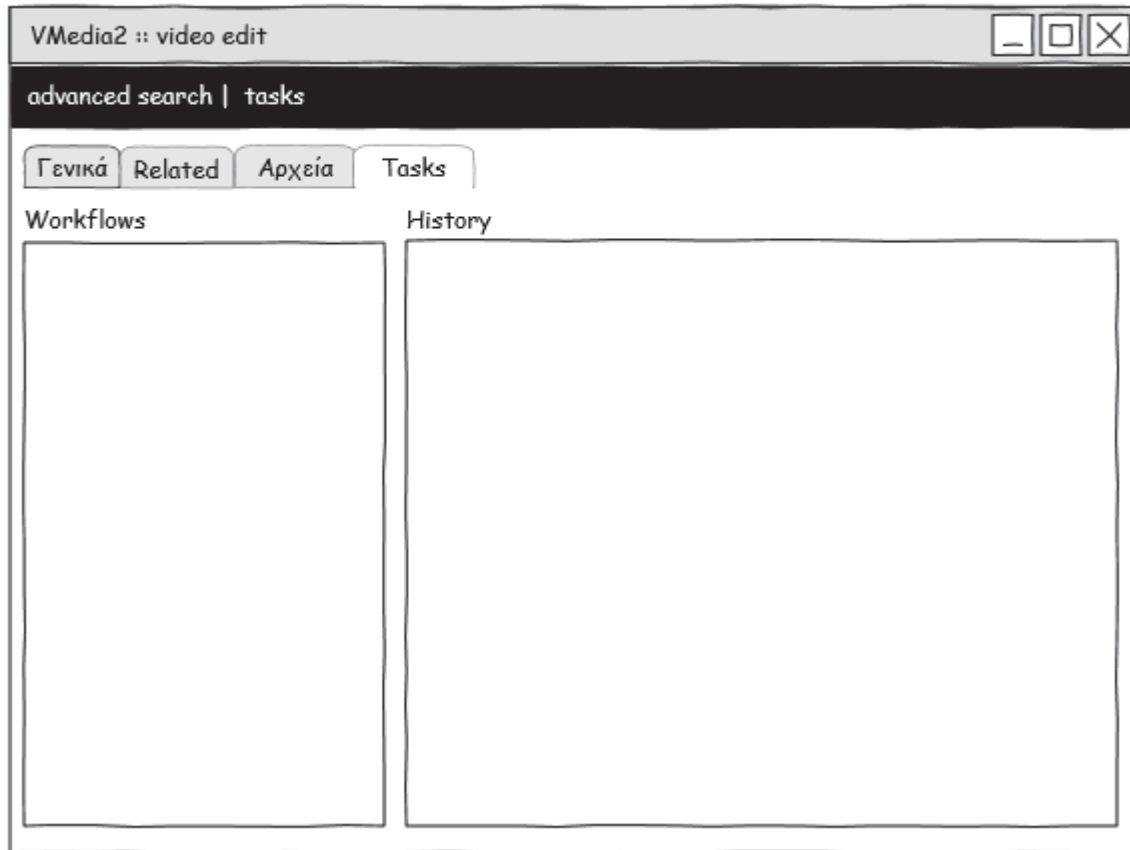 VMedia2 :: video edit
advanced search | tasks
Γενικά Related Αρχεία Tasks
Workflows History